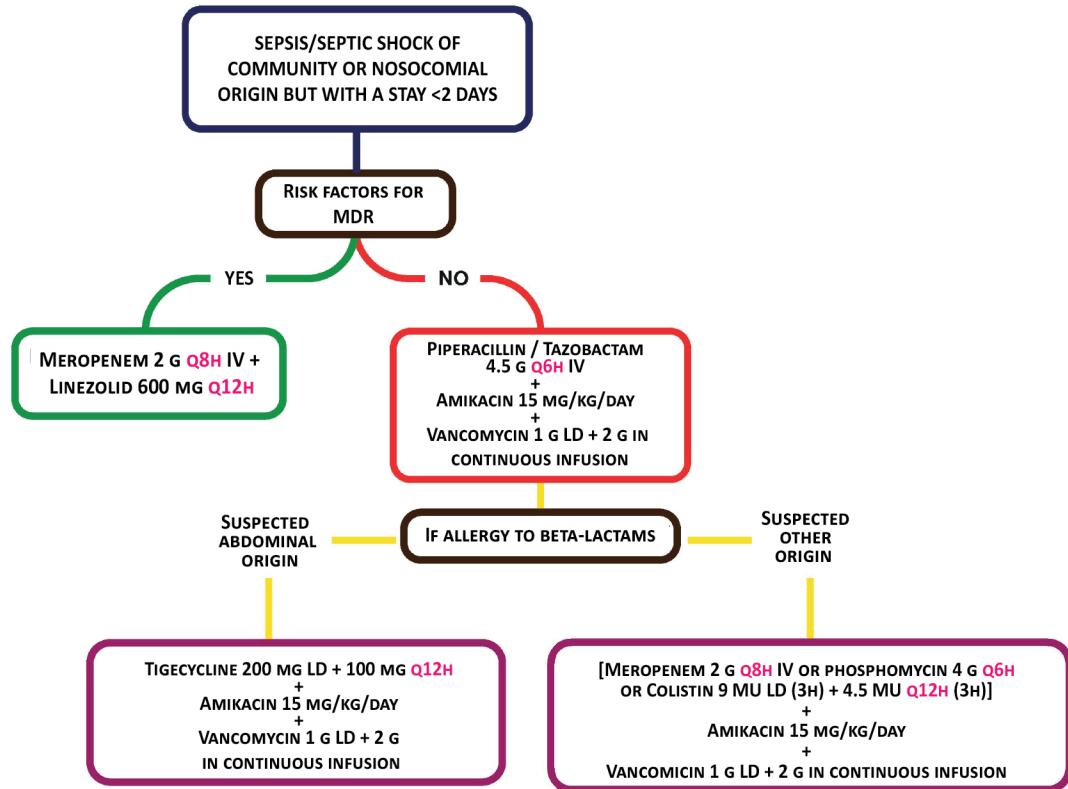 SEPSIS/SEPTIC SHOCK OF
COMMUNITY OR NOSOCOMIAL
ORIGIN BUT WITH A STAY <2 DAYS
RISK FACTORS FOR
MDR
YES
NO
MEROPENEM 2 G Q8H IV +
LINEZOLID 600 MG Q12H
PIPERACILLIN / TAZOBACTAM
4.5 G Q6H IV
+
AMIKACIN 15 MG/KG/DAY
+
VANCOMYCIN 1 G LD + 2 G IN
CONTINUOUS INFUSION
SUSPECTED
ABDOMINAL
ORIGIN
IF ALLERGY TO BETA-LACTAMS
SUSPECTED
OTHER
ORIGIN
TIGECYCLINE 200 MG LD + 100 MG Q12H
+
AMIKACIN 15 MG/KG/DAY
+
VANCOMYCIN 1 G LD + 2 G
IN CONTINUOUS INFUSION
[MEROPENEM 2 G Q8H IV OR PHOSPHOMYCIN 4 G Q6H
OR COLISTIN 9 MU LD (3H) + 4.5 MU Q12H (3H)]
+
AMIKACIN 15 MG/KG/DAY
+
VANCOMICIN 1 G LD + 2 G IN CONTINUOUS INFUSION